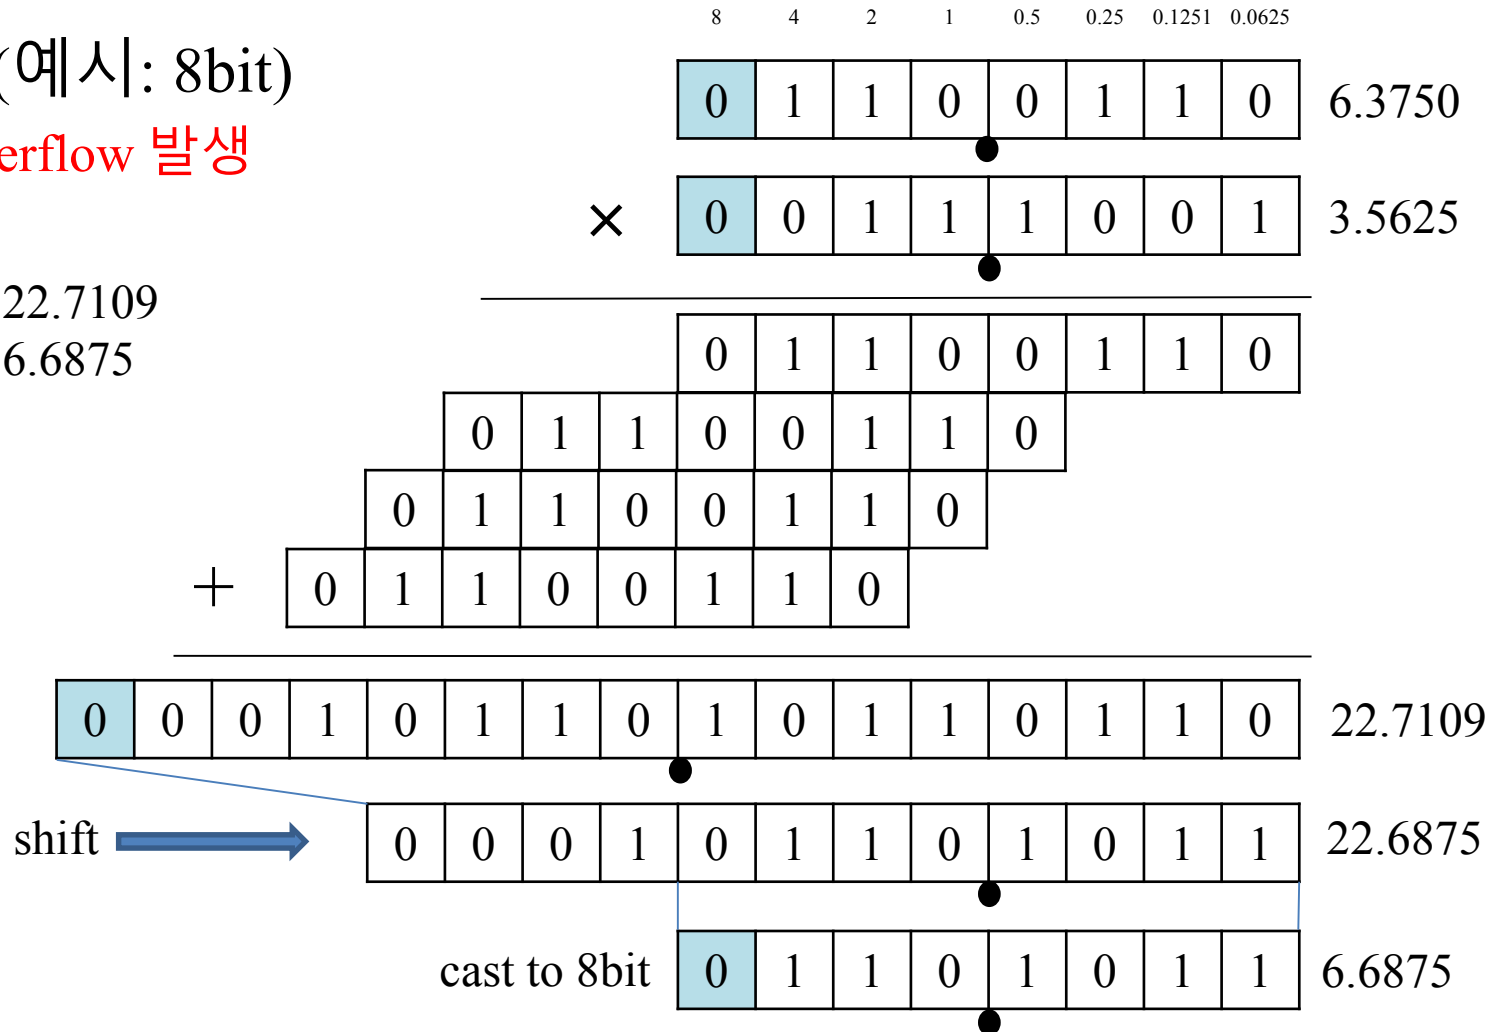 8 4 2 1 0.5 0.25 0.1251 0.0625
(예시: 8bit)
0 1 1 0 0 1 1 0 6.3750
erflow 발생
× 0 0 1 1 1 0 0 1 3.5625
22.7109
6.6875
0 1 1 0 0 1 1 0
0 1 1 0 0 1 1 0
0 1 1 0 0 1 1 0
+ 0 1 1 0 0 1 1 0
0 0 0 1 0 1 1 0 1 0 1 1 0 1 1 0 22.7109
shift 0 0 0 1 0 1 1 0 1 0 1 1 22.6875
cast to 8bit 0 1 1 0 1 0 1 1 6.6875